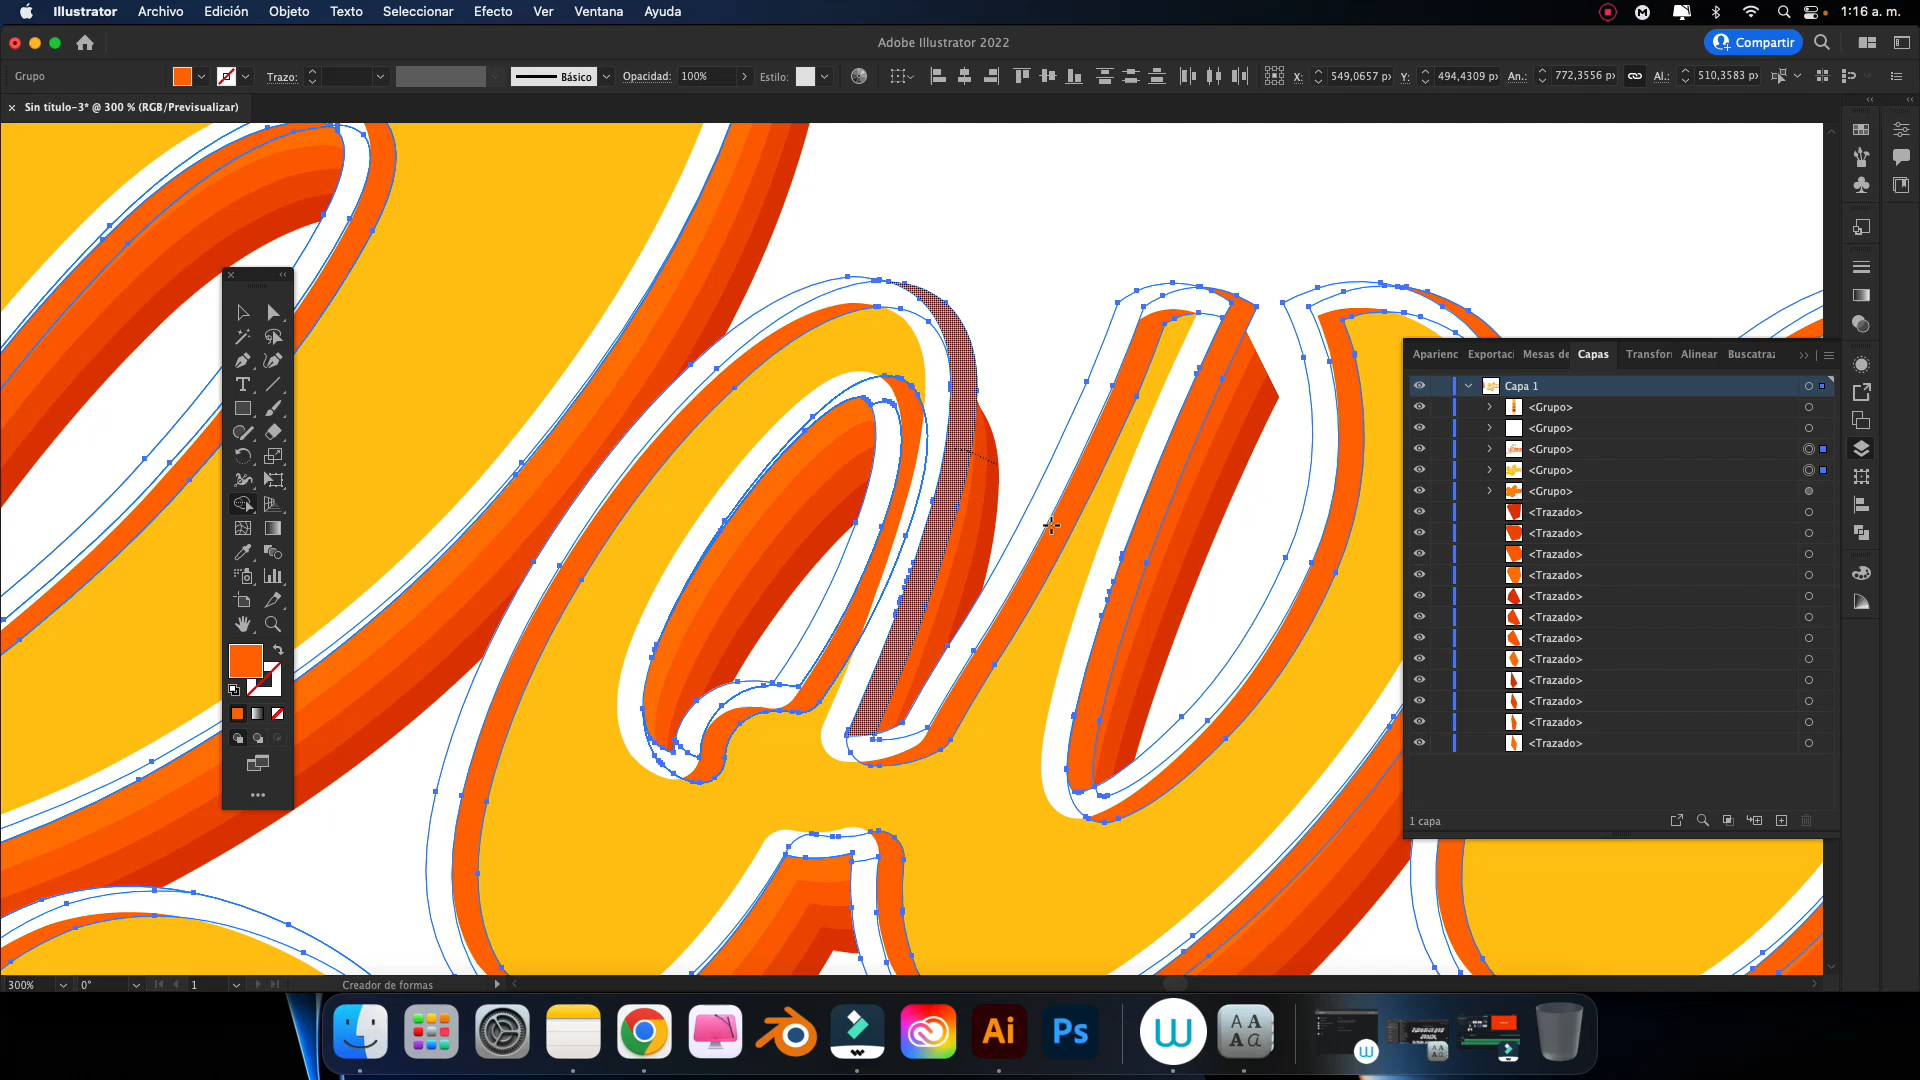 Illustrator Archivo Edición Objeto Texto Seleccionar Efecto Ver Ventana Ayuda 1:16 a. m.
Adobe Illustrator 2022 Compartir
Grupo Trazo: Básico Opacidad: 100% Estilo: X: 549,0657 px Y: 494,4309 px An.: 772,3556 px Al.: 510,3583 px
Sin título-3* @ 300 % (RGB/Previsualizar)
Aparienc Exportaci Mesas de Capas Transfor Alinear Buscatraz
Capa 1
<Grupo>
<Grupo>
<Grupo>
<Grupo>
<Grupo>
<Trazado>
<Trazado>
<Trazado>
<Trazado>
<Trazado>
<Trazado>
<Trazado>
<Trazado>
<Trazado>
<Trazado>
<Trazado>
<Trazado>
1 capa
300% 0° 1 Creador de formas
Ai Ps